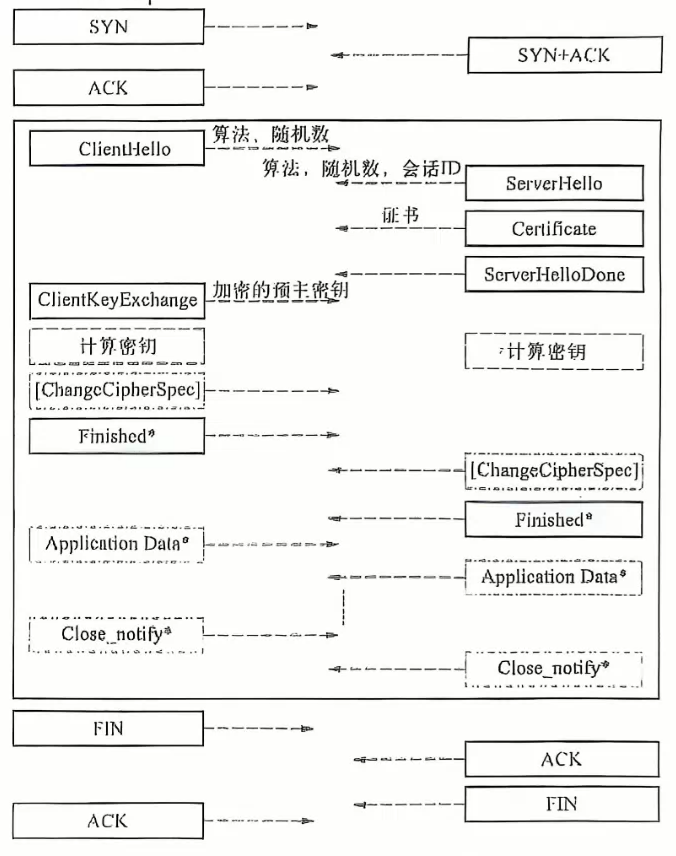 SYN
SYN+ACK
ACK
ClientHello
算法、随机数
算法，随机数，会话ID
ServerHello
证书
Certificate
ServerHelloDone
ClientKeyExchange
加密的预主密钥
计算密钥
计算密钥
[ChangeCipherSpec]
Finished*
[ChangeCipherSpec]
Finished*
Application Data*
Application Data*
Close_notify*
Close_notify*
FIN
ACK
FIN
ACK